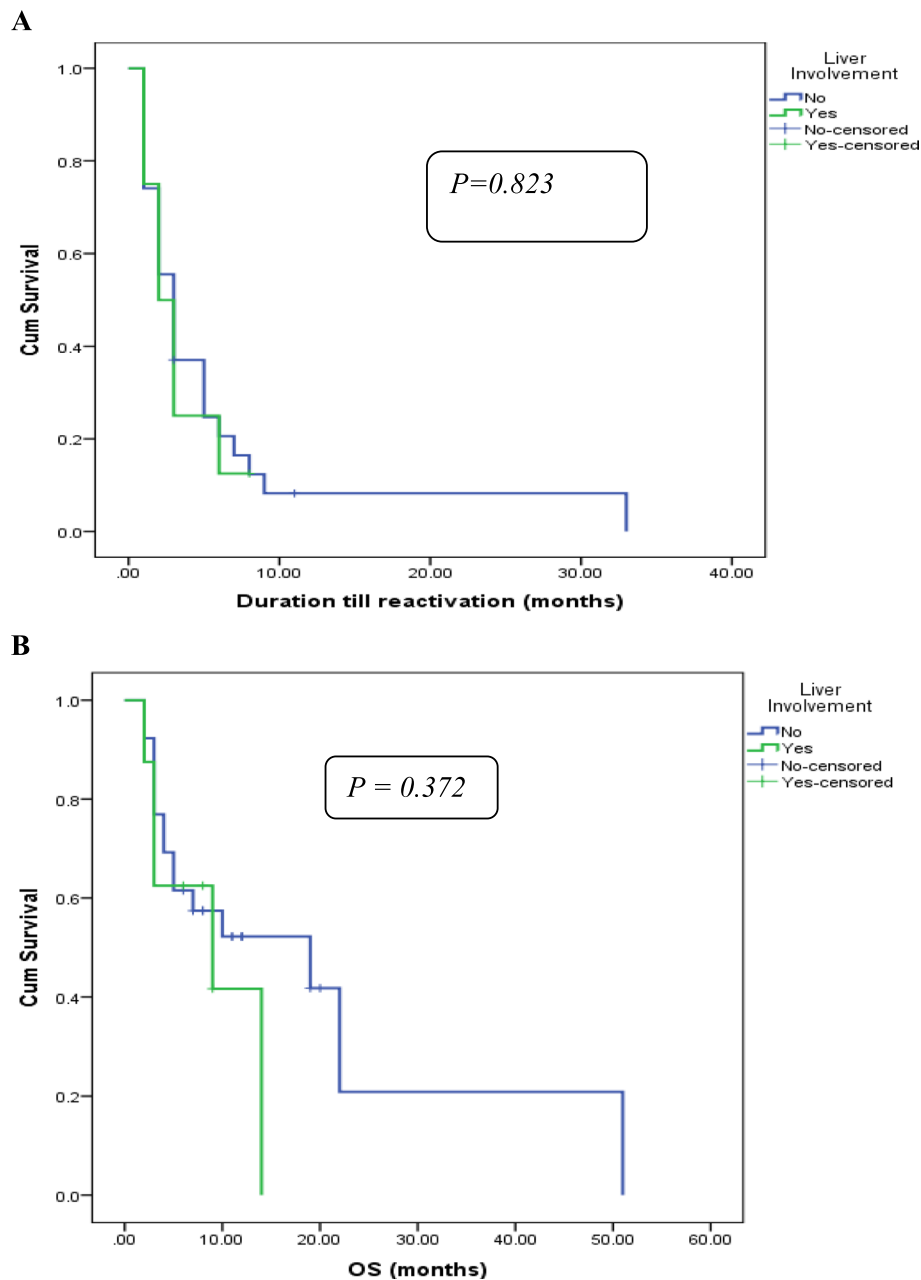 A
Liver
Involvement
No
Yes
No-censored
Yes-censored
P=0.823
1.0
0.8
0.6
0.4
0.2
0.0
Cum Survival
.00 10.00 20.00 30.00 40.00
Duration till reactivation (months)
B
Liver
Involvement
No
Yes
No-censored
Yes-censored
P = 0.372
1.0
0.8
0.6
0.4
0.2
0.0
Cum Survival
.00 10.00 20.00 30.00 40.00 50.00 60.00
OS (months)